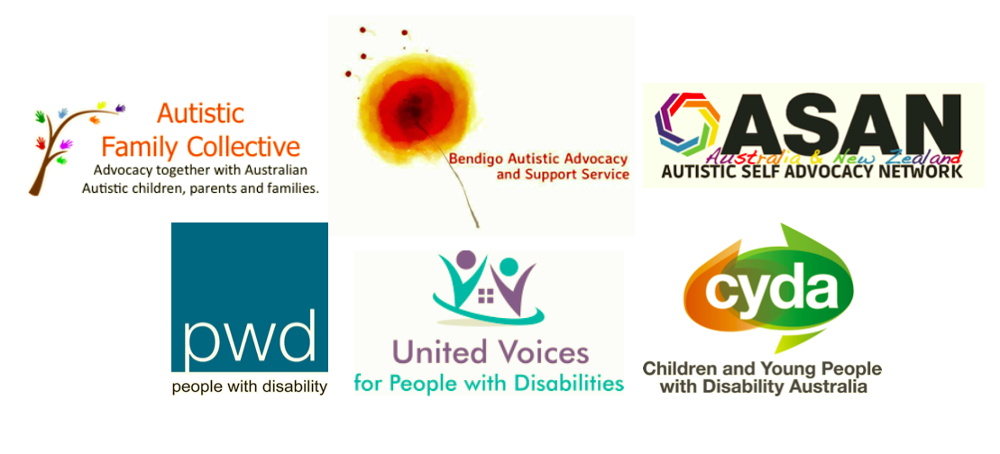 Autistic
Family Collective
Advocacy together with Australian
Autistic children, parents and families.
Bendigo Autistic Advocacy
and Support Service
ASAN
Australia & New Zealand
AUTISTIC SELF ADVOCACY NETWORK
pwd
people with disability
United Voices
for People with Disabilities
cyda
Children and Young People
with Disability Australia